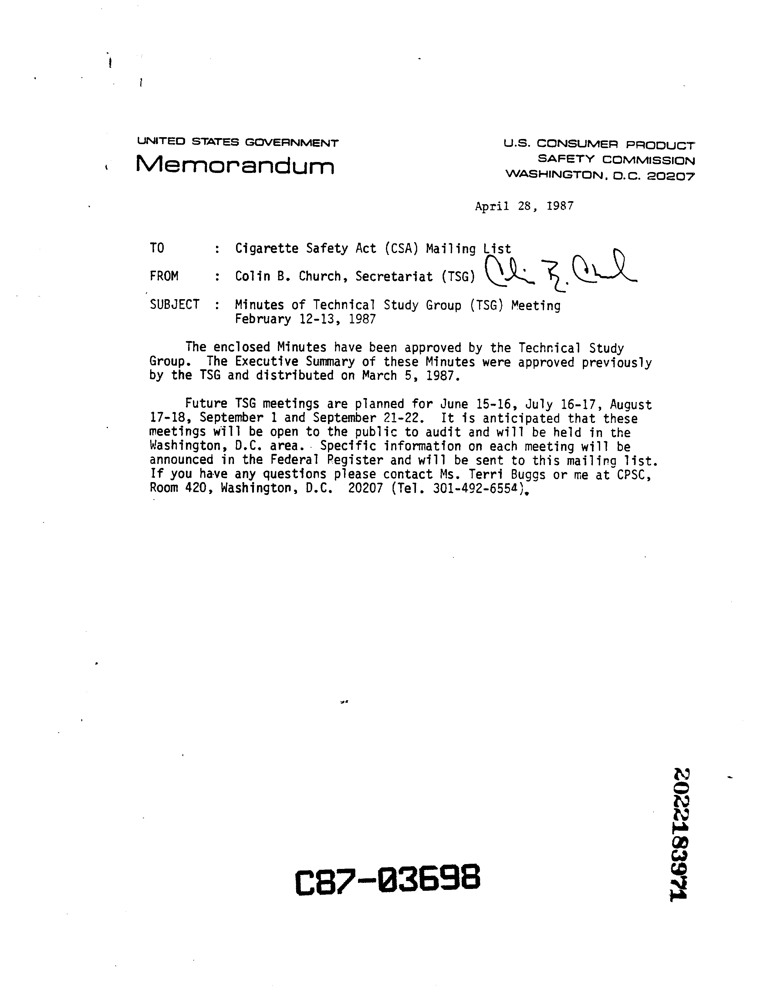 UNITED STATES GOVERNMENT
Memorandum
U.S. CONSUMER PRODUCT
SAFETY COMMISSION
WASHINGTON, D.C. 20207
April 28, 1987
TO : Cigarette Safety Act (CSA) Mailing List
FROM : Colin B. Church, Secretariat (TSG) Colin B. Church
SUBJECT : Minutes of Technical Study Group (TSG) Meeting
February 12-13, 1987
The enclosed Minutes have been approved by the Technical Study
Group. The Executive Summary of these Minutes were approved previously
by the TSG and distributed on March 5, 1987.
Future TSG meetings are planned for June 15-16, July 16-17, August
17-18, September 1 and September 21-22. It is anticipated that these
meetings will be open to the public to audit and will be held in the
Washington, D.C. area. Specific information on each meeting will be
announced in the Federal Register and will be sent to this mailing list.
If you have any questions please contact Ms. Terri Buggs or me at CPSC,
Room 420, Washington, D.C. 20207 (Tel. 301-492-6554).
C87-03698
2022183971